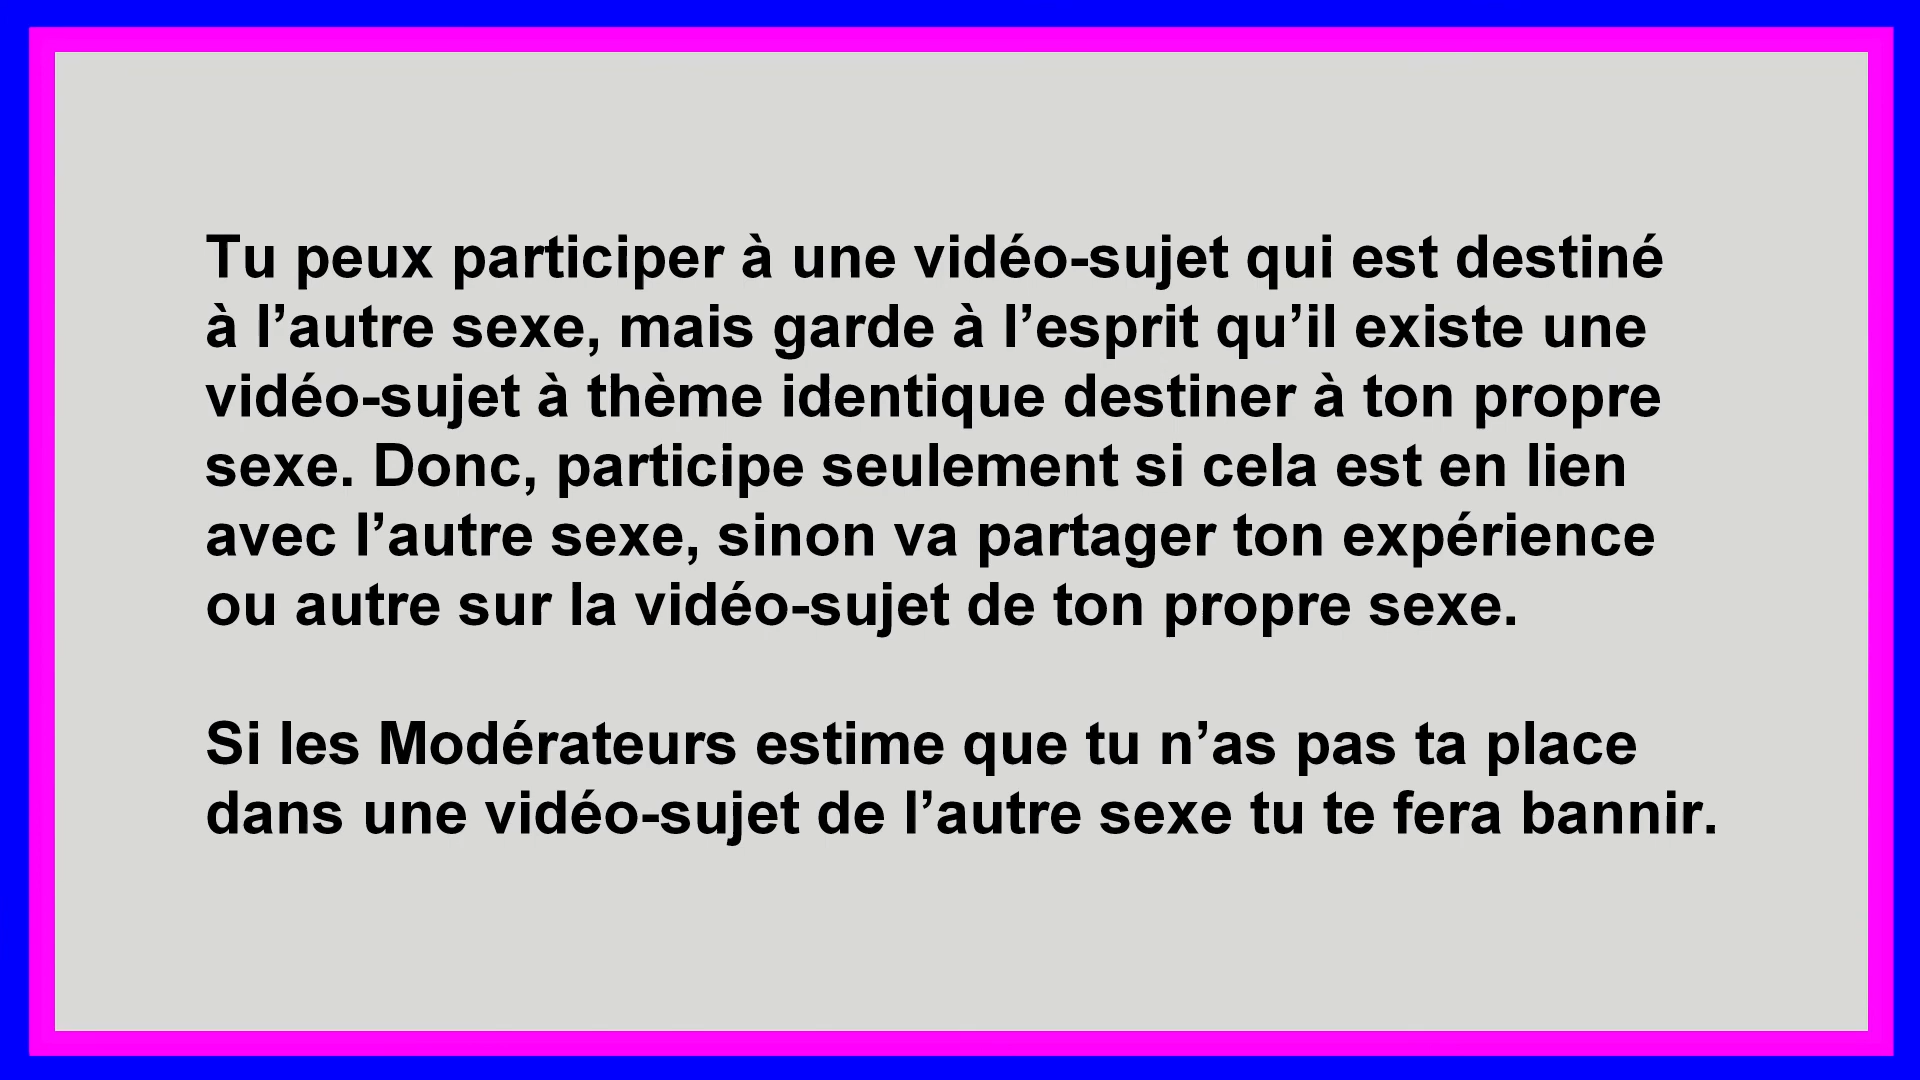 Tu peux participer à une vidéo-sujet qui est destiné
à l’autre sexe, mais garde à l’esprit qu’il existe une
vidéo-sujet à thème identique destiner à ton propre
sexe. Donc, participe seulement si cela est en lien
avec l’autre sexe, sinon va partager ton expérience
ou autre sur la vidéo-sujet de ton propre sexe.
Si les Modérateurs estime que tu n’as pas ta place
dans une vidéo-sujet de l’autre sexe tu te fera bannir.